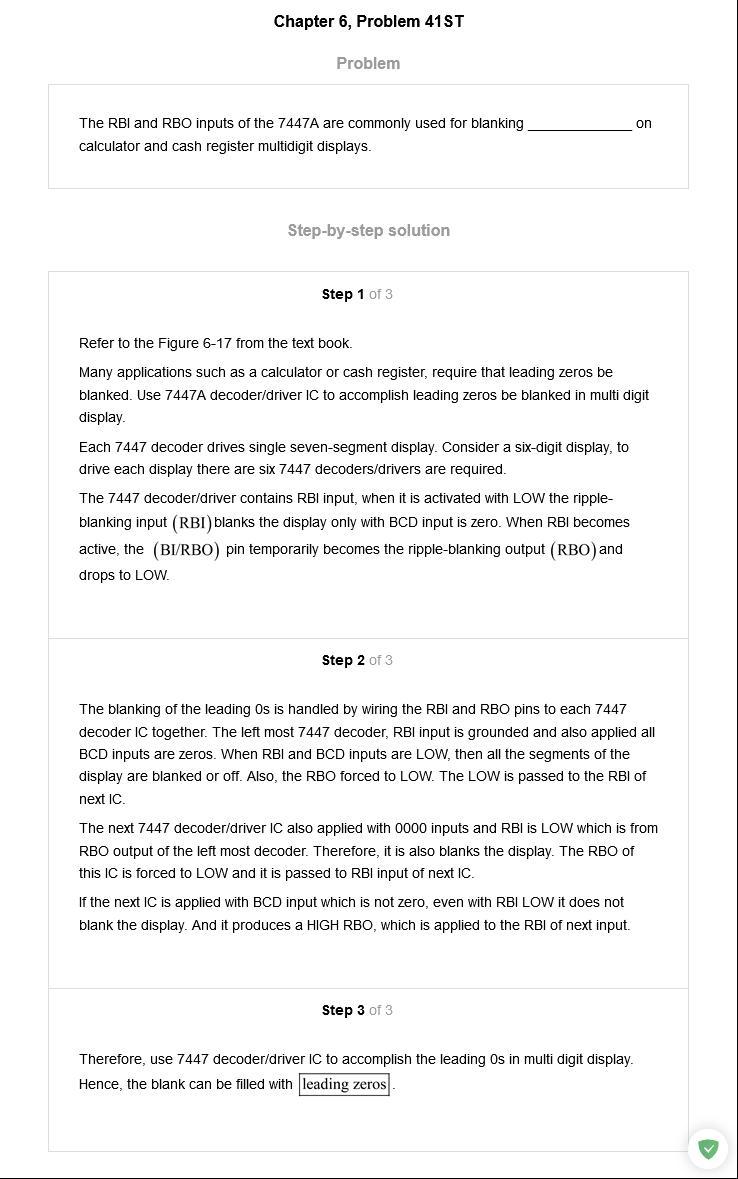 Chapter 6, Problem 41ST
Problem
The RBI and RBO inputs of the 7447A are commonly used for blanking ______________ on
calculator and cash register multidigit displays.
Step-by-step solution
Step 1 of 3
Refer to the Figure 6-17 from the text book.
Many applications such as a calculator or cash register, require that leading zeros be
blanked. Use 7447A decoder/driver IC to accomplish leading zeros be blanked in multi digit
display.
Each 7447 decoder drives single seven-segment display. Consider a six-digit display, to
drive each display there are six 7447 decoders/drivers are required.
The 7447 decoder/driver contains RBI input, when it is activated with LOW the ripple-
blanking input (RBI) blanks the display only with BCD input is zero. When RBI becomes
active, the (BI/RBO) pin temporarily becomes the ripple-blanking output (RBO) and
drops to LOW.
Step 2 of 3
The blanking of the leading 0s is handled by wiring the RBI and RBO pins to each 7447
decoder IC together. The left most 7447 decoder, RBI input is grounded and also applied all
BCD inputs are zeros. When RBI and BCD inputs are LOW, then all the segments of the
display are blanked or off. Also, the RBO forced to LOW. The LOW is passed to the RBI of
next IC.
The next 7447 decoder/driver IC also applied with 0000 inputs and RBI is LOW which is from
RBO output of the left most decoder. Therefore, it is also blanks the display. The RBO of
this IC is forced to LOW and it is passed to RBI input of next IC.
If the next IC is applied with BCD input which is not zero, even with RBI LOW it does not
blank the display. And it produces a HIGH RBO, which is applied to the RBI of next input.
Step 3 of 3
Therefore, use 7447 decoder/driver IC to accomplish the leading 0s in multi digit display.
Hence, the blank can be filled with leading zeros.